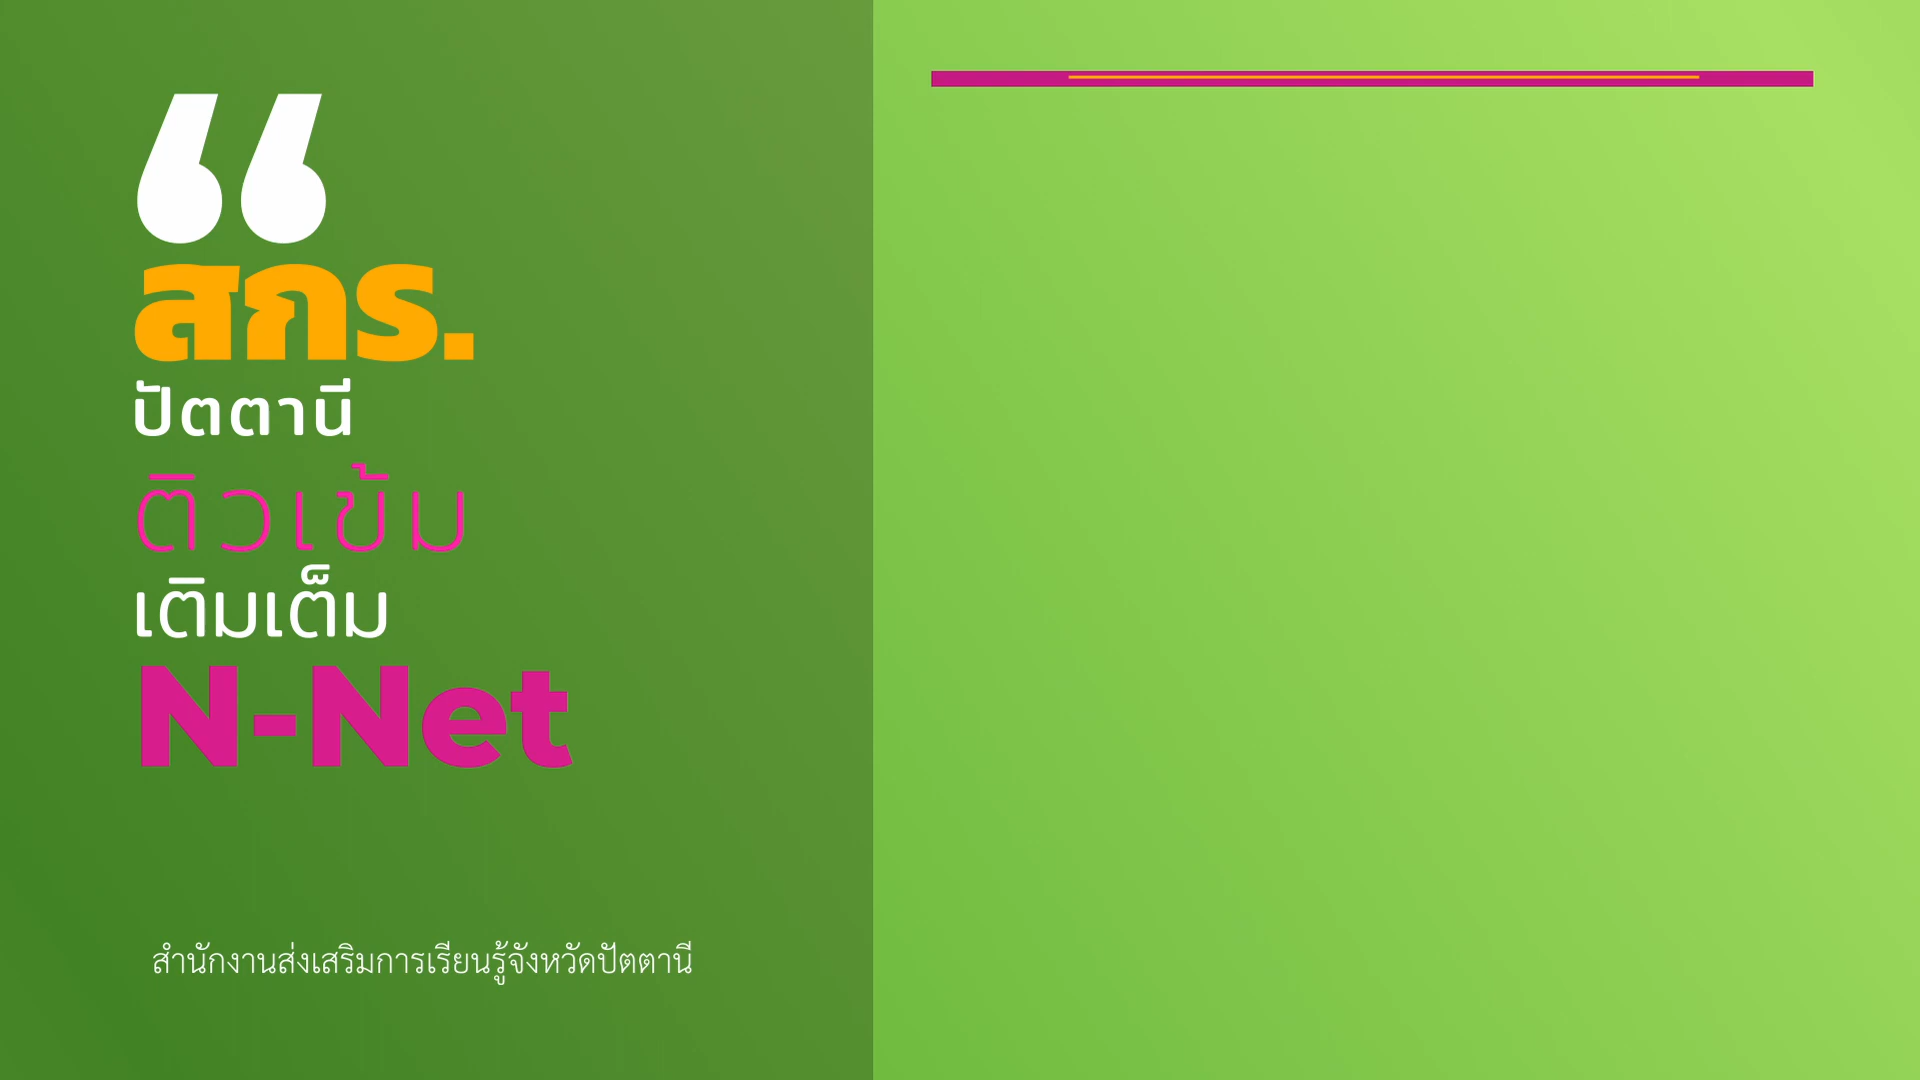 “
สกร.
ปัตตานี
ติวเข้ม
เติมเต็ม
N-Net
สำนักงานส่งเสริมการเรียนรู้จังหวัดปัตตานี